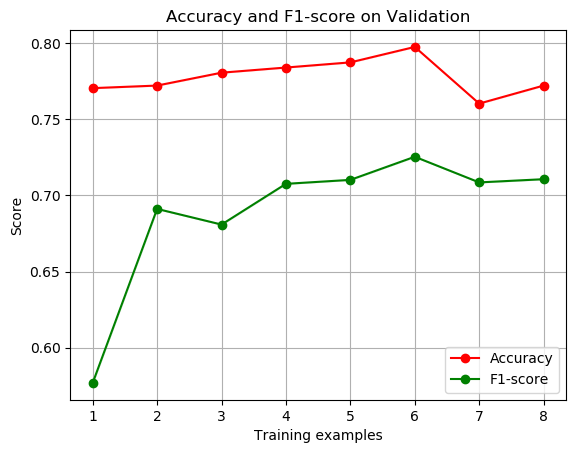 Accuracy and F1-score on Validation
0.80
0.75
0.70
0.65
0.60
Score
1 2 3 4 5 6 7 8
Training examples
Accuracy
F1-score